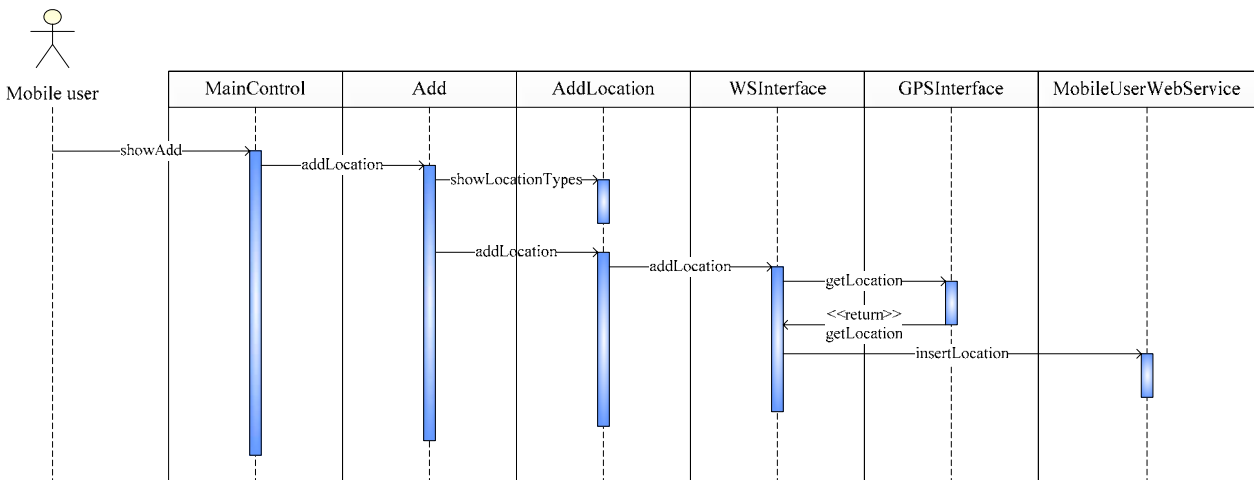 Mobile user
MainControl
Add
AddLocation
WSInterface
GPSInterface
MobileUserWebService
showAdd
addLocation
showLocationTypes
addLocation
addLocation
getLocation
<<return>>
getLocation
insertLocation